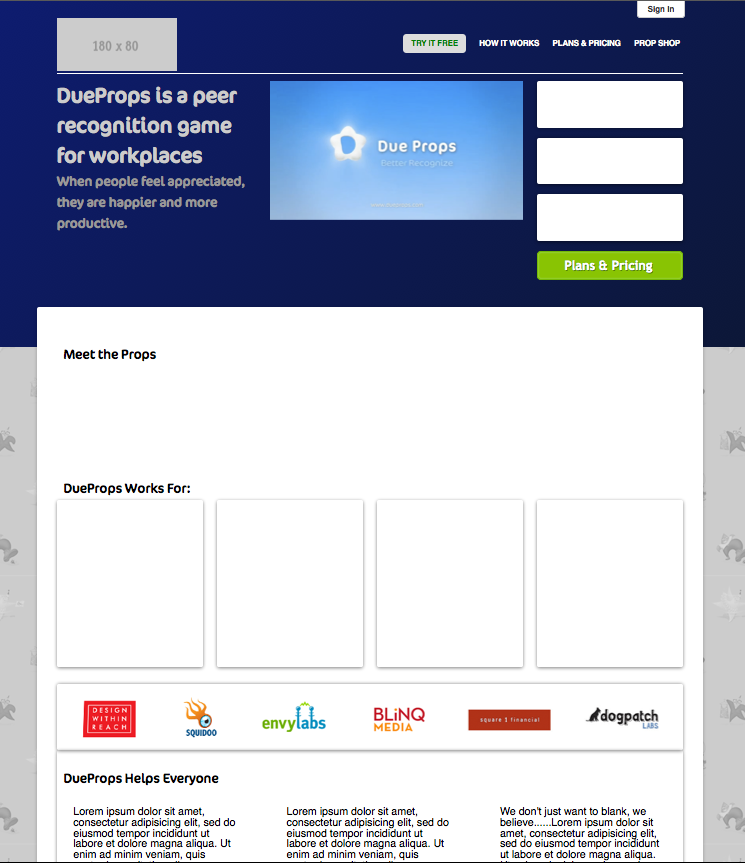 Sign In
180 x 80
TRY IT FREE
HOW IT WORKS
PLANS & PRICING
PROP SHOP
DueProps is a peer
recognition game
for workplaces
When people feel appreciated,
they are happier and more
productive.
Due Props
Better Recognize
Plans & Pricing
Meet the Props
DueProps Works For:
DESIGN
WITHIN
REACH
SQUIDOO
envylabs
BLiNQ
MEDIA
square 1 financial
dogpatch
LABS
DueProps Helps Everyone
Lorem ipsum dolor sit amet,
consectetur adipisicing elit, sed do
eiusmod tempor incididunt ut
labore et dolore magna aliqua. Ut
enim ad minim veniam, quis
Lorem ipsum dolor sit amet,
consectetur adipisicing elit, sed do
eiusmod tempor incididunt ut
labore et dolore magna aliqua. Ut
enim ad minim veniam, quis
We don't just want to blank, we
believe......Lorem ipsum dolor sit
amet, consectetur adipisicing elit,
sed do eiusmod tempor incididunt
ut labore et dolore magna aliqua.